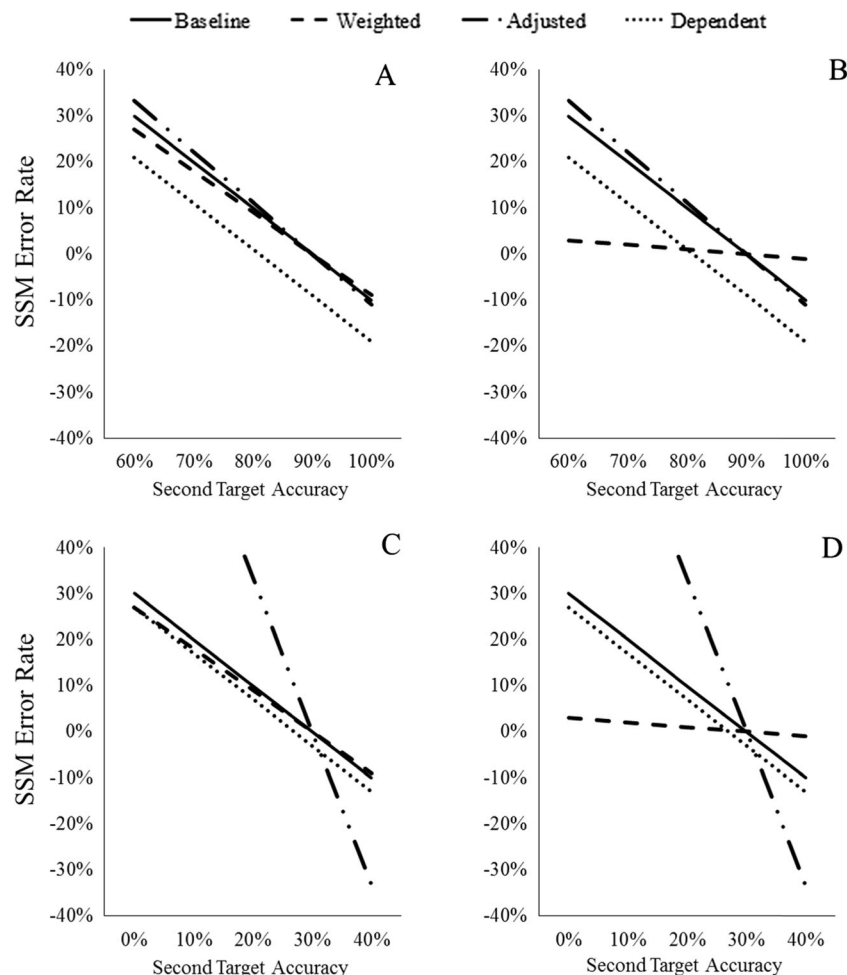 Baseline Weighted Adjusted Dependent
A
40%
30%
20%
10%
0%
-10%
-20%
-30%
-40%
SSM Error Rate
60% 70% 80% 90% 100%
Second Target Accuracy
B
40%
30%
20%
10%
0%
-10%
-20%
-30%
-40%
60% 70% 80% 90% 100%
Second Target Accuracy
C
40%
30%
20%
10%
0%
-10%
-20%
-30%
-40%
SSM Error Rate
0% 10% 20% 30% 40%
Second Target Accuracy
D
40%
30%
20%
10%
0%
-10%
-20%
-30%
-40%
0% 10% 20% 30% 40%
Second Target Accuracy